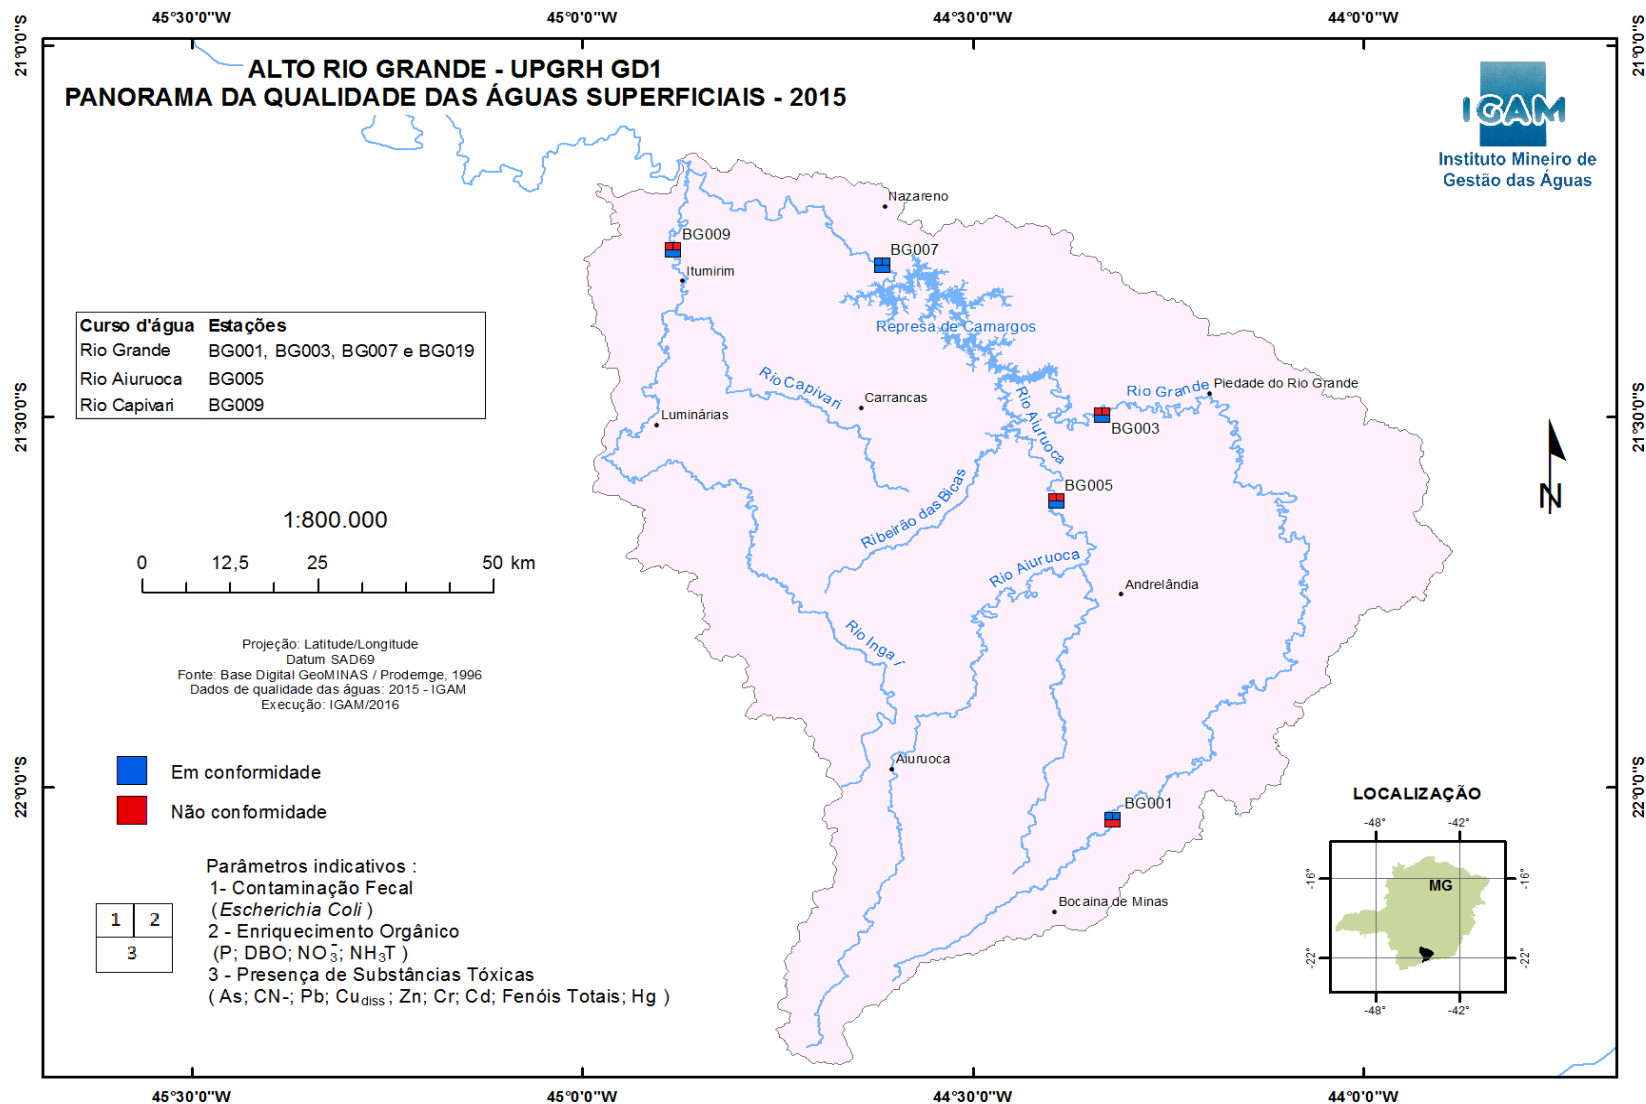 45°30'0"W 45°0'0"W 44°30'0"W 44°0'0"W
21°0'0"S 21°0'0"S
ALTO RIO GRANDE - UPGRH GD1
PANORAMA DA QUALIDADE DAS ÁGUAS SUPERFICIAIS - 2015
IGAM
Instituto Mineiro de
Gestão das Águas
Nazareno
BG009
BG007
Itumirim
Represa de Camargos
Curso d'água Estações
Rio Grande BG001, BG003, BG007 e BG019
Rio Aiuruoca BG005
Rio Capivari BG009
Rio Capivari
Carrancas
Luminárias
Rio Aiuruoca
Rio Grande
Piedade do Rio Grande
BG003
21°30'0"S 21°30'0"S
BG005
Ribeirão das Bicas
Rio Aiuruoca
Andrelândia
N
1:800.000
0 12,5 25 50 km
Rio Ingaí
Projeção: Latitude/Longitude
Datum SAD69
Fonte: Base Digital GeoMINAS / Prodemge, 1996
Dados de qualidade das águas: 2015 - IGAM
Execução: IGAM/2016
Aiuruoca
Em conformidade
Não conformidade
22°0'0"S 22°0'0"S
BG001
Bocaina de Minas
LOCALIZAÇÃO
-48° -42°
-16° MG -16°
-22° -22°
-48° -42°
Parâmetros indicativos :
1- Contaminação Fecal
(Escherichia Coli )
2 - Enriquecimento Orgânico
(P; DBO; NO₃⁻; NH₃T )
3 - Presença de Substâncias Tóxicas
( As; CN-; Pb; Cu diss ; Zn; Cr; Cd; Fenóis Totais; Hg )
1 2
3
45°30'0"W 45°0'0"W 44°30'0"W 44°0'0"W